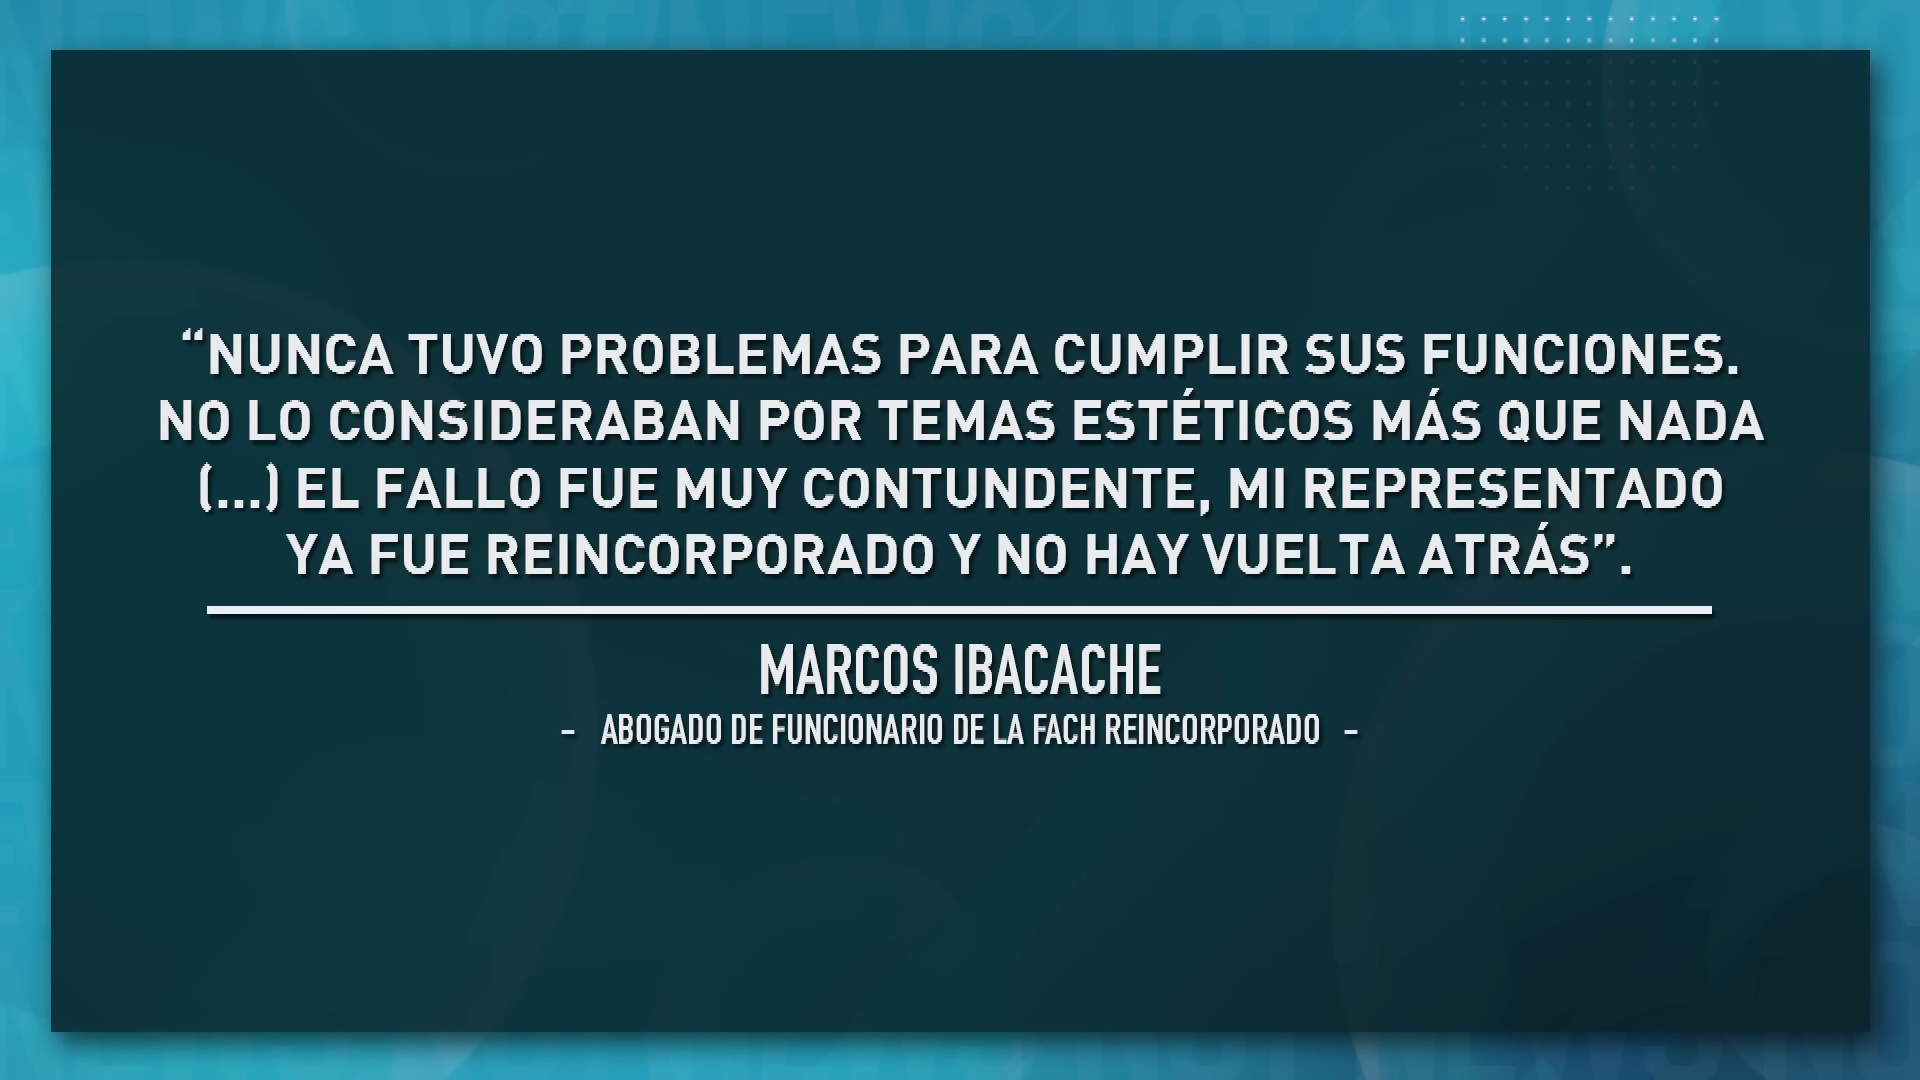 “NUNCA TUVO PROBLEMAS PARA CUMPLIR SUS FUNCIONES.
NO LO CONSIDERABAN POR TEMAS ESTÉTICOS MÁS QUE NADA
(...) EL FALLO FUE MUY CONTUNDENTE, MI REPRESENTADO
YA FUE REINCORPORADO Y NO HAY VUELTA ATRÁS”.
MARCOS IBACACHE
- ABOGADO DE FUNCIONARIO DE LA FACH REINCORPORADO -